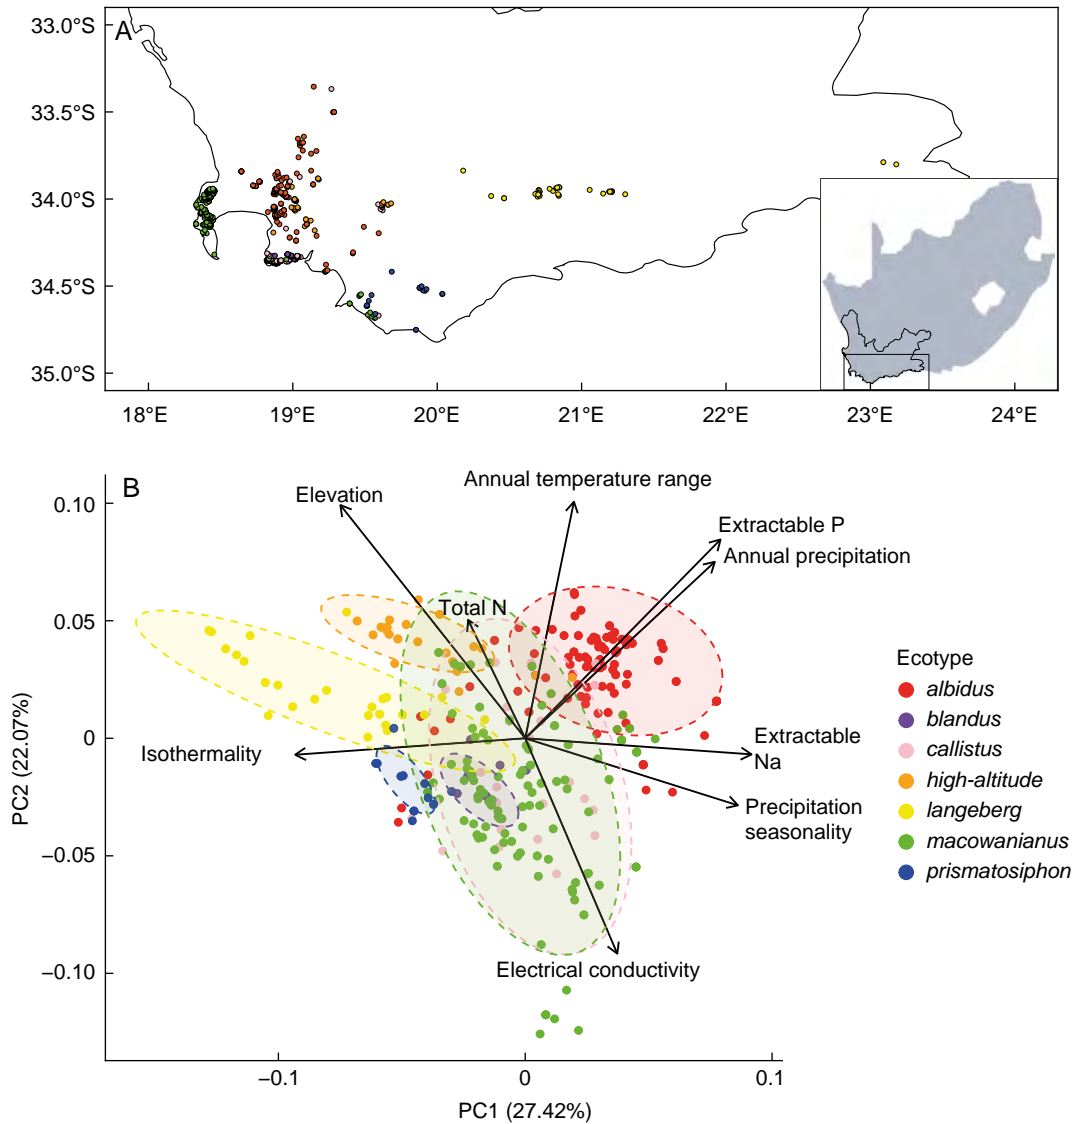 A
33.0°S
33.5°S
34.0°S
34.5°S
35.0°S
18°E
19°E
20°E
21°E
22°E
23°E
24°E
B
Annual temperature range
Elevation
Extractable P
Annual precipitation
Total N
Isothermality
Extractable
Na
Precipitation
seasonality
Electrical conductivity
0.10
0.05
0
−0.05
−0.10
PC2 (22.07%)
−0.1
0
0.1
PC1 (27.42%)
Ecotype
albidus
blandus
callistus
high-altitude
langeberg
macowanianus
prismatosiphon